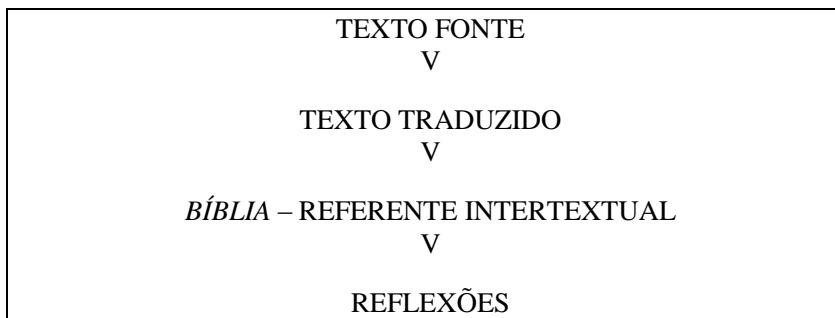 TEXTO FONTE
V
TEXTO TRADUZIDO
V
BÍBLIA – REFERENTE INTERTEXTUAL
V
REFLEXÕES